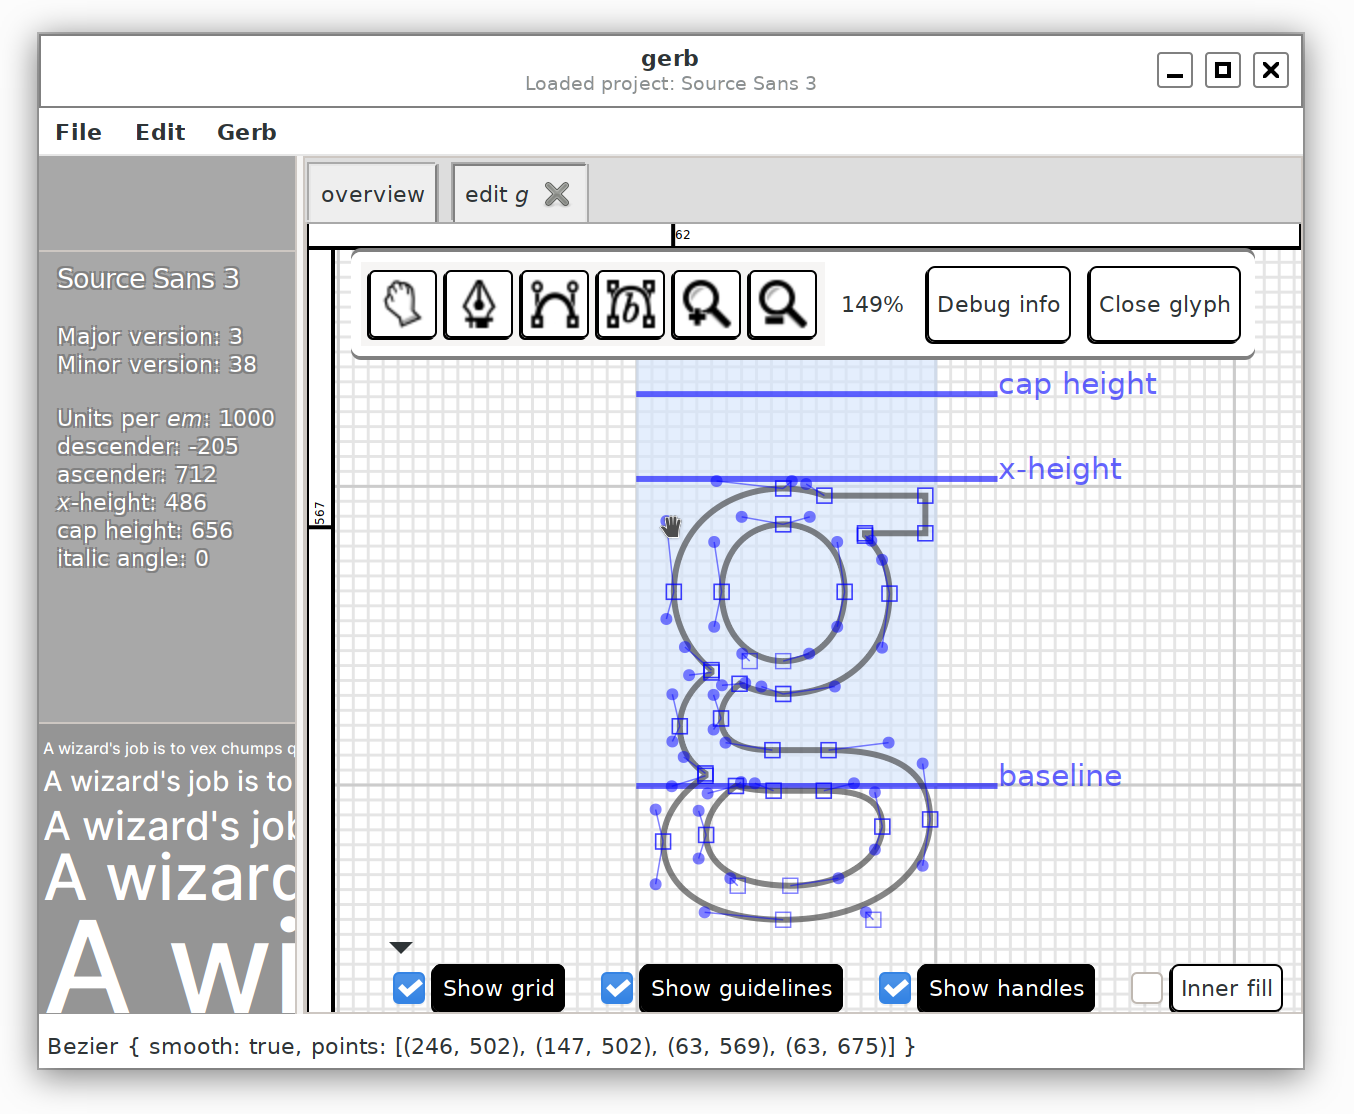 gerb
Loaded project: Source Sans 3
File Edit Gerb
overview
edit g
62
567
149%
Debug info
Close glyph
Source Sans 3
Major version: 3
Minor version: 38
Units per em: 1000
descender: -205
ascender: 712
x-height: 486
cap height: 656
italic angle: 0
cap height
x-height
baseline
A wizard's job is to vex chumps q
A wizard's job is to
A wizard's job
A wizard
A wi
Show grid
Show guidelines
Show handles
Inner fill
Bezier { smooth: true, points: [(246, 502), (147, 502), (63, 569), (63, 675)] }